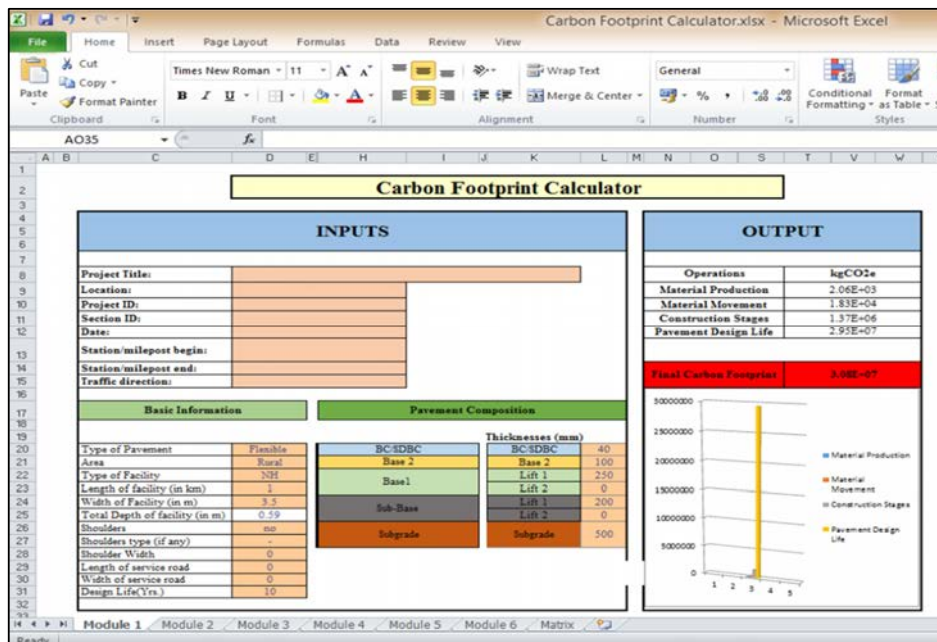 Carbon Footprint Calculator.xlsx - Microsoft Excel
File Home Insert Page Layout Formulas Data Review View
Paste
Cut
Copy
Format Painter
Clipboard
Times New Roman 11
B I U
Font
Wrap Text
Merge & Center
Alignment
General
Number
Conditional Formatting
Format as Table
Styles
AO35 fx
A B C D E H I J K L M N O S T V W
Carbon Footprint Calculator
INPUTS
Project Title:
Location:
Project ID:
Section ID:
Date:
Station/milepost begin:
Station/milepost end:
Traffic direction:
Basic Information
Type of Pavement Flexible
Area Rural
Type of Facility NH
Length of facility (in km) 1
Width of Facility (in m) 3.5
Total Depth of facility (in m) 0.59
Shoulders no
Shoulders type (if any) -
Shoulder Width 0
Length of service road 0
Width of service road 0
Design Life(Yrs.) 10
Pavement Composition
Thicknesses (mm)
BC/SDBC BC/SDBC 40
Base 2 Base 2 100
Base1 Lift 1 250
Lift 2 0
Sub-Base Lift 1 200
Lift 2 0
Subgrade Subgrade 500
OUTPUT
Operations kgCO2e
Material Production 2.06E+03
Material Movement 1.83E+04
Construction Stages 1.37E+06
Pavement Design Life 2.95E+07
Final Carbon Footprint 3.08E+07
30000000
25000000
20000000
15000000
10000000
5000000
0
1 2 3 4 5
Material Production
Material Movement
Construction Stages
Pavement Design Life
Module 1 Module 2 Module 3 Module 4 Module 5 Module 6 Matrix
Ready